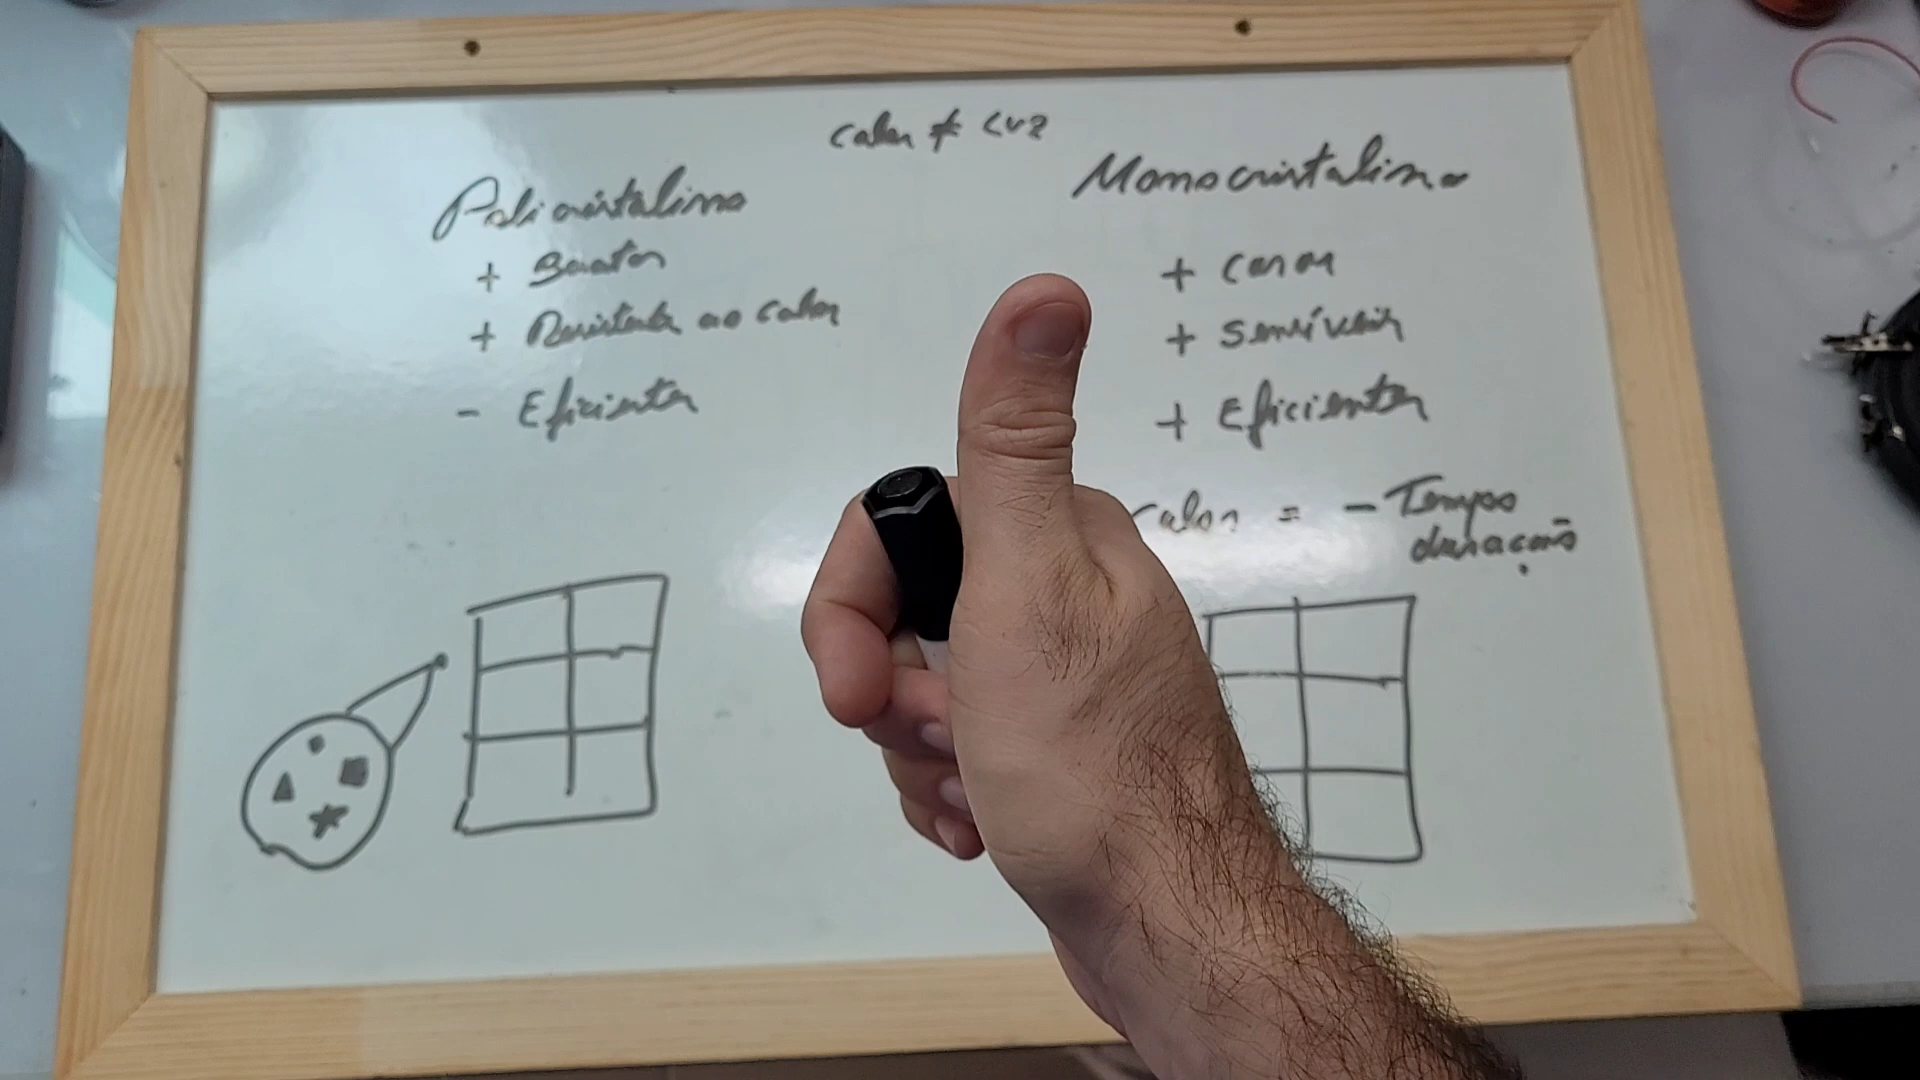 calor ≠ luz
Policristalino
+ Baratos
+ Resistente ao calor
- Eficientes
Monocristalino
+ caros
+ sensíveis
+ Eficientes
calor = - Tempo
duração